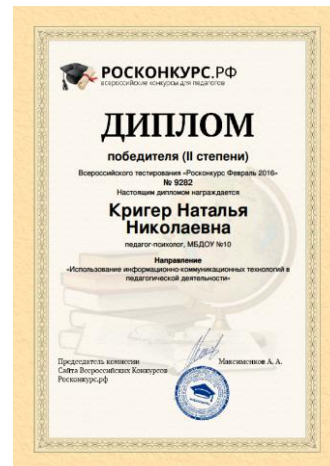 РОСКОНКУРС.РФ
всероссийские конкурсы для педагогов
ДИПЛОМ
победителя (II степени)
Всероссийского тестирования «Росконкурс Февраль 2016»
№ 9282
Настоящим дипломом награждается
Кригер Наталья
Николаевна
педагог-психолог, МБДОУ №10
Направление
«Использование информационно-коммуникационных технологий в
педагогической деятельности»
Председатель комиссии
Сайта Всероссийских Конкурсов
Росконкурс.рф
Максименков А. А.